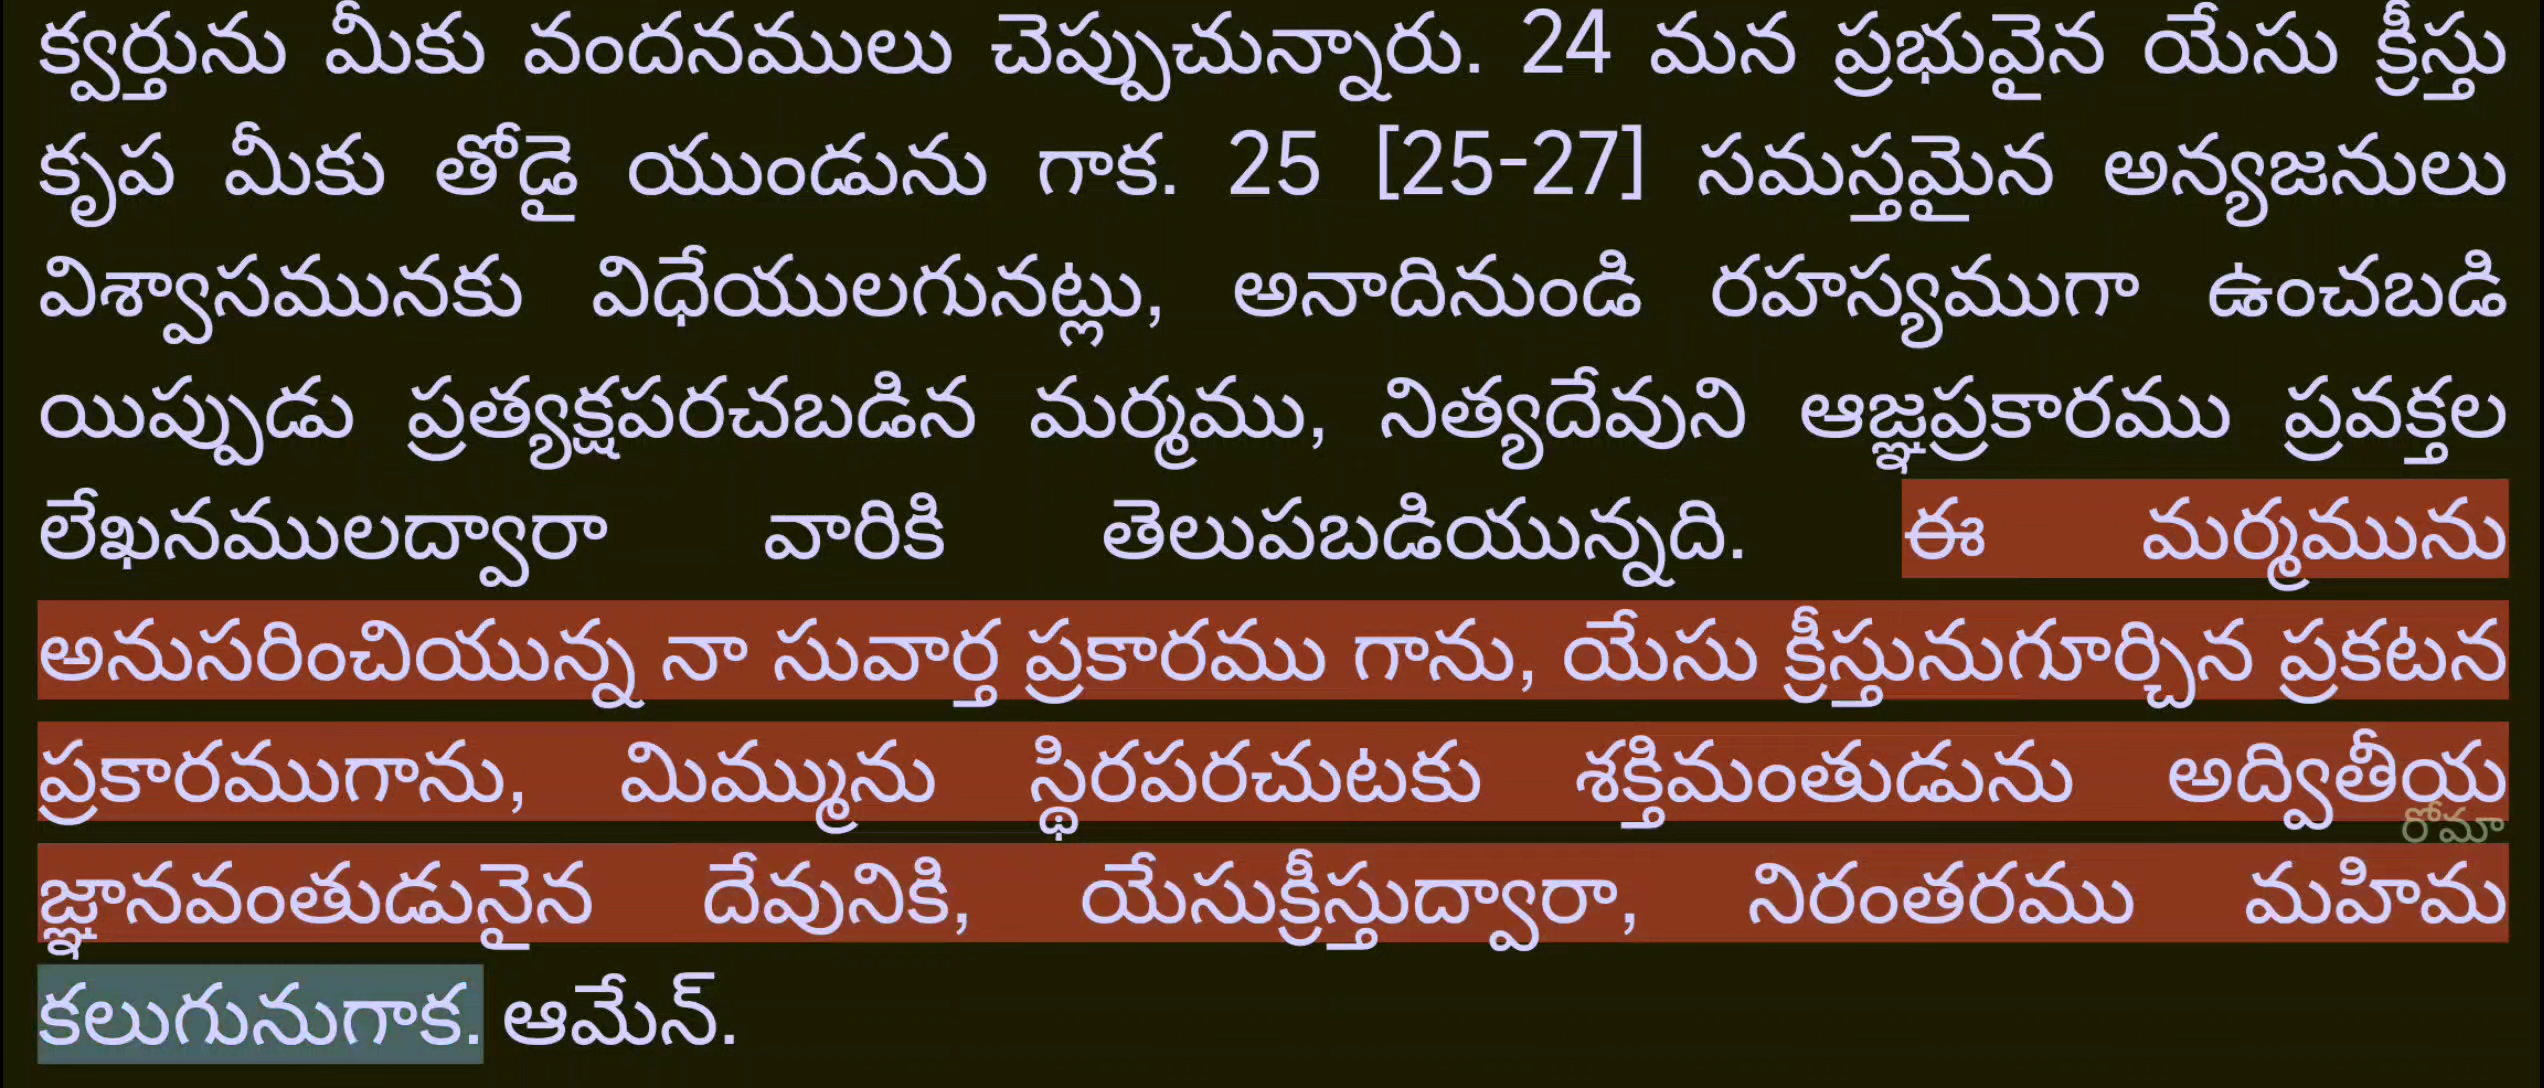 క్వర్తును మీకు వందనములు చెప్పుచున్నారు. 24 మన ప్రభువైన యేసు క్రీస్తు
కృప మీకు తోడై యుండును గాక. 25 [25-27] సమస్తమైన అన్యజనులు
విశ్వాసమునకు విధేయులగునట్లు, అనాదినుండి రహస్యముగా ఉంచబడి
యిప్పుడు ప్రత్యక్షపరచబడిన మర్మము, నిత్యదేవుని ఆజ్ఞప్రకారము ప్రవక్తల
లేఖనములద్వారా వారికి తెలుపబడియున్నది. ఈ మర్మమును
అనుసరించియున్న నా సువార్త ప్రకారము గాను, యేసు క్రీస్తునుగూర్చిన ప్రకటన
ప్రకారముగాను, మిమ్మును స్థిరపరచుటకు శక్తిమంతుడును అద్వితీయ
రోమా
జ్ఞానవంతుడునైన దేవునికి, యేసుక్రీస్తుద్వారా, నిరంతరము మహిమ
కలుగునుగాక. ఆమేన్.